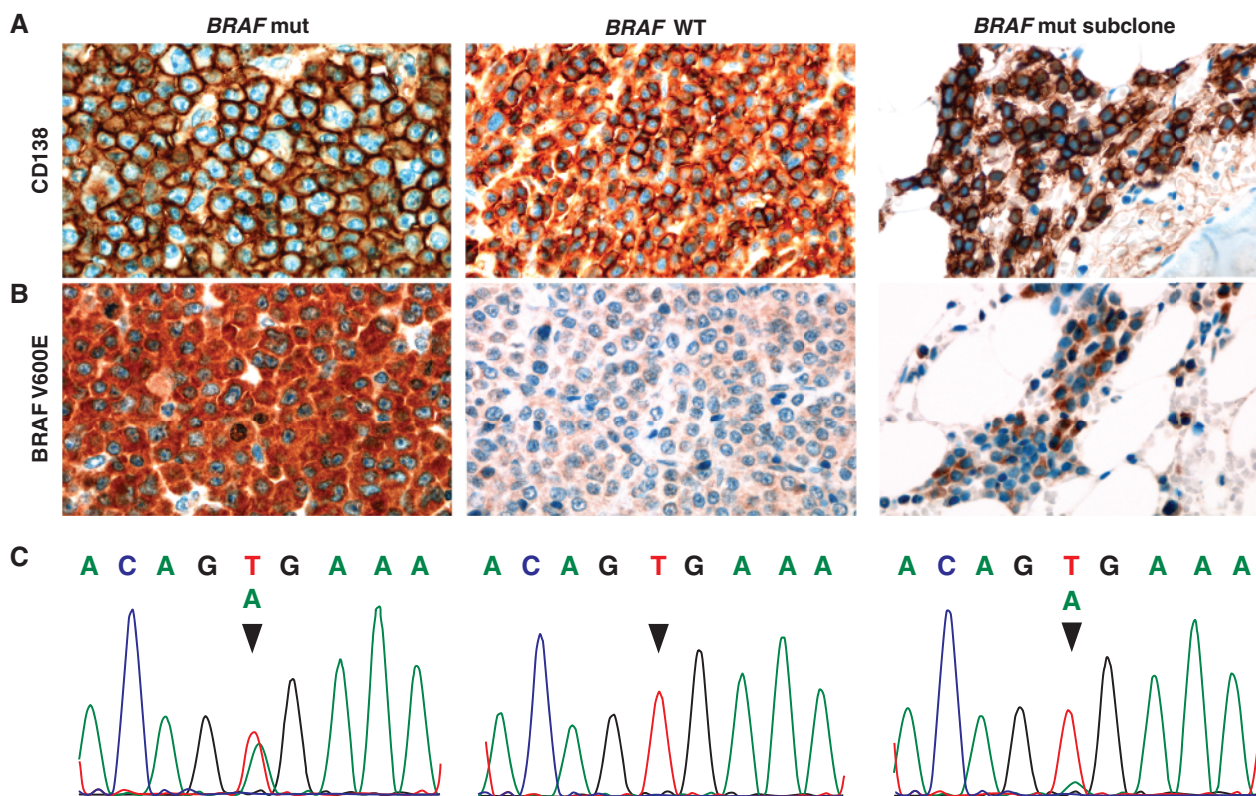 A
BRAF mut
BRAF WT
BRAF mut subclone
CD138
B
BRAF V600E
C
A C A G T G A A A
A
A C A G T G A A A
A C A G T G A A A
A